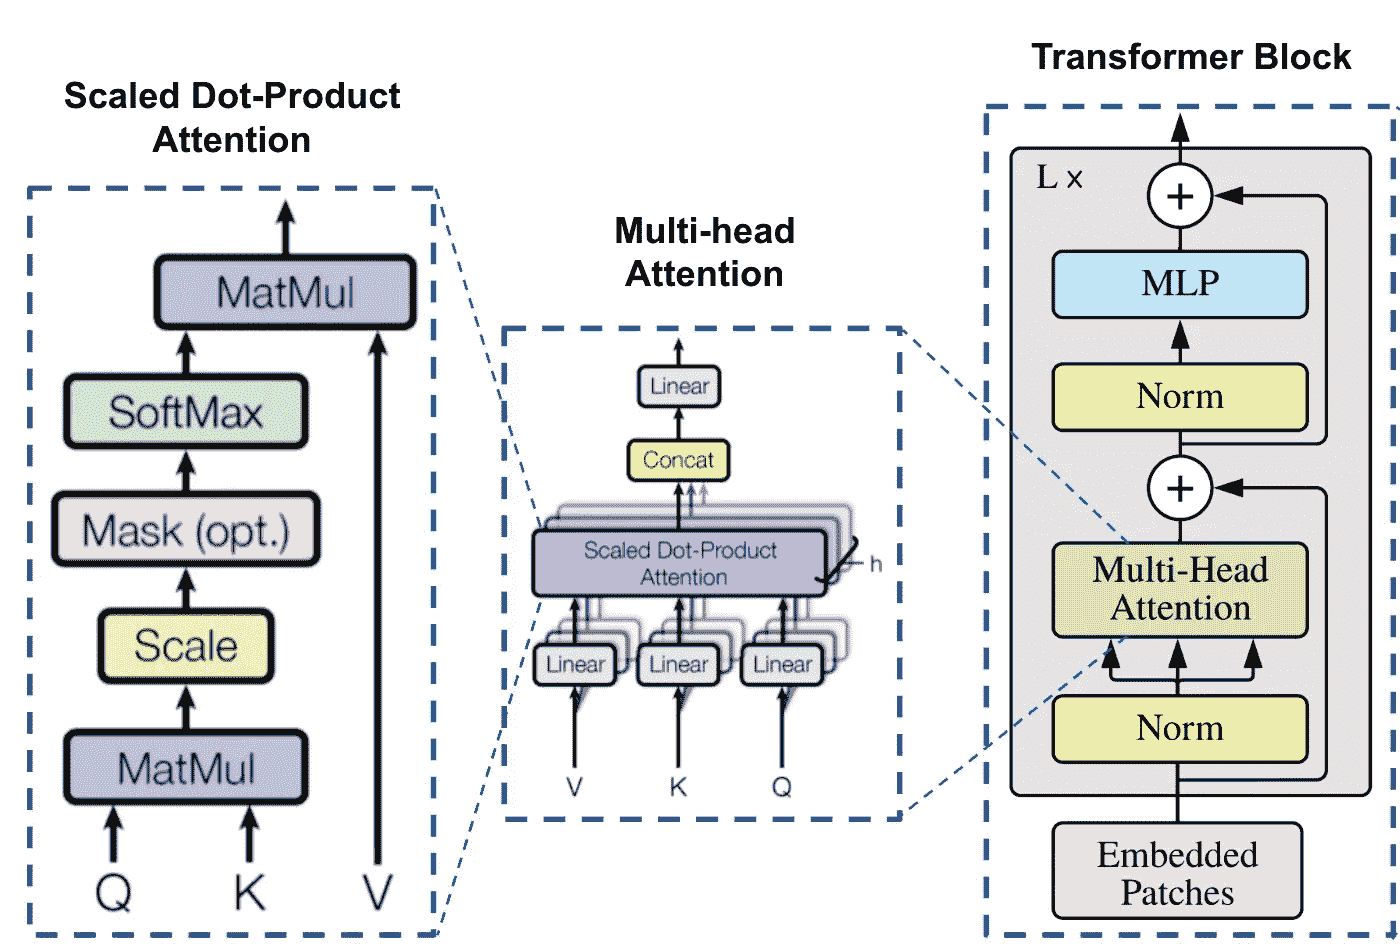 Scaled Dot-Product
Attention
MatMul
SoftMax
Mask (opt.)
Scale
MatMul
Q K V
Multi-head
Attention
Linear
Concat
Scaled Dot-Product
Attention
h
Linear Linear Linear
V K Q
Transformer Block
L x
+
MLP
Norm
+
Multi-Head
Attention
Norm
Embedded
Patches